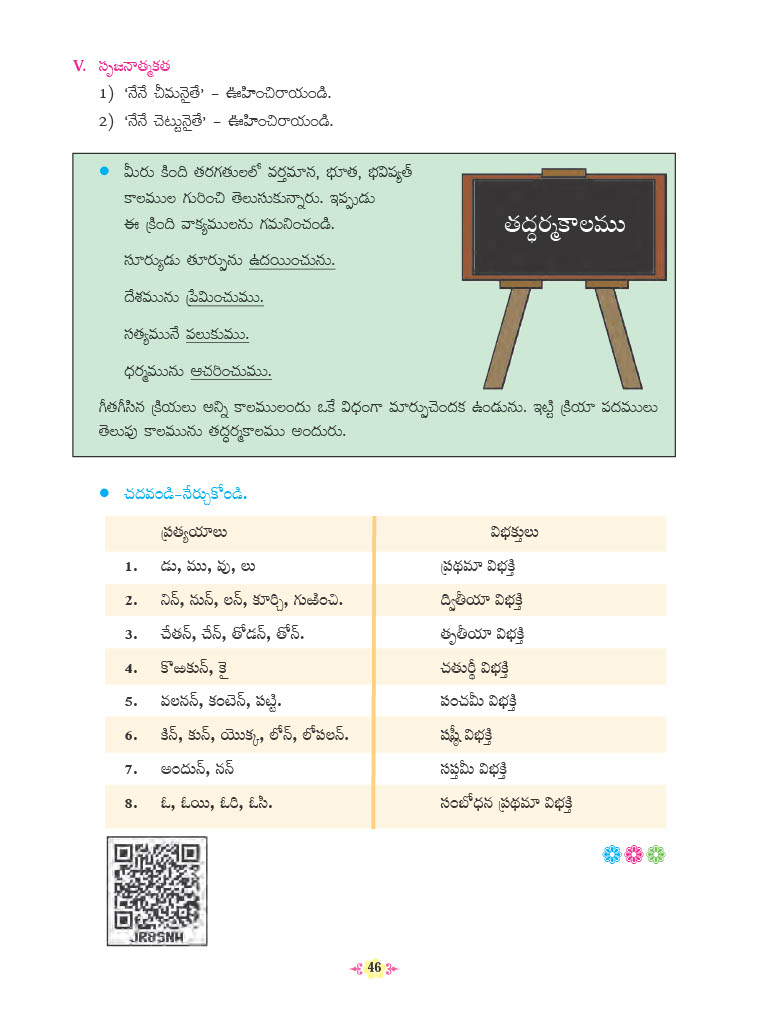 V. సృజనాత్మకత
1) 'నేనే చీమనైతే' – ఊహించిరాయండి.
2) 'నేనే చెట్టునైతే' – ఊహించిరాయండి.
• మీరు కింది తరగతులలో వర్తమాన, భూత, భవిష్యత్
కాలముల గురించి తెలుసుకున్నారు. ఇప్పుడు
ఈ క్రింది వాక్యములను గమనించండి.
తద్ధర్మకాలము
సూర్యుడు తూర్పును ఉదయించును.
దేశమును ప్రేమించుము.
సత్యమునే పలుకుము.
ధర్మమును ఆచరించుము.
గీతగీసిన క్రియలు అన్ని కాలములందు ఒకే విధంగా మార్పుచెందక ఉండును. ఇట్టి క్రియా పదములు
తెలుపు కాలమును తద్ధర్మకాలము అందురు.
• చదవండి–నేర్చుకోండి.
ప్రత్యయాలు విభక్తులు
1. డు, ము, వు, లు ప్రథమా విభక్తి
2. నిన్, నున్, లన్, కూర్చి, గుఱించి. ద్వితీయా విభక్తి
3. చేతన్, చేన్, తోడన్, తోన్. తృతీయా విభక్తి
4. కొఱకున్, కై చతుర్థీ విభక్తి
5. వలనన్, కంటెన్, పట్టి. పంచమీ విభక్తి
6. కిన్, కున్, యొక్క, లోన్, లోపలన్. షష్ఠీ విభక్తి
7. అందున్, నన్ సప్తమీ విభక్తి
8. ఓ, ఓయి, ఓరి, ఓసి. సంబోధన ప్రథమా విభక్తి
JR8SNH
46